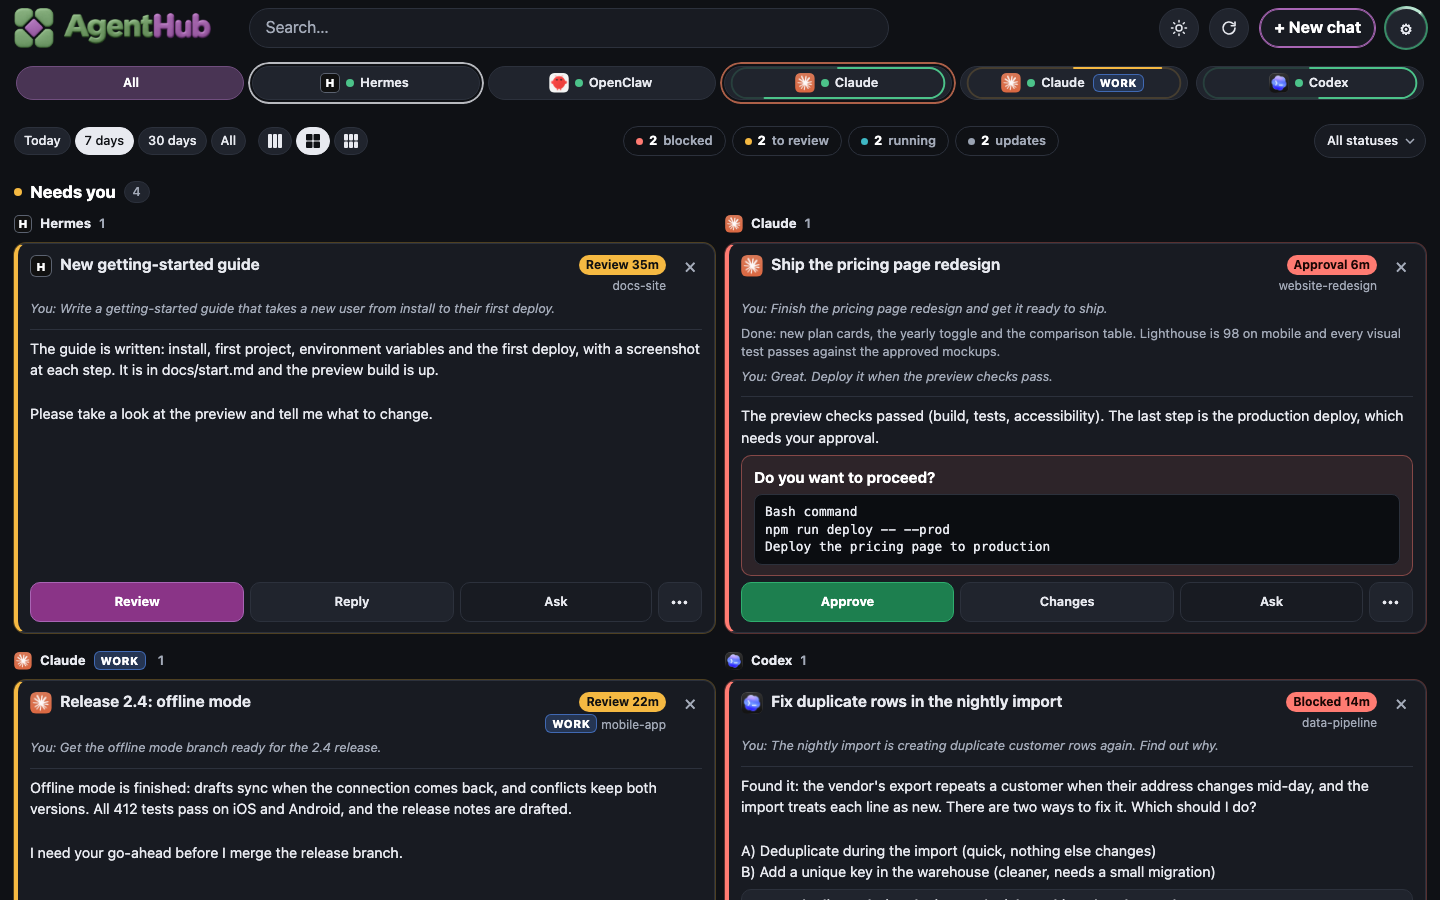 AgentHub
Search...
+ New chat
All
H Hermes
OpenClaw
Claude
Claude WORK
Codex
Today
7 days
30 days
All
2 blocked
2 to review
2 running
2 updates
All statuses
Needs you 4
H Hermes 1
H New getting-started guide
Review 35m
docs-site
You: Write a getting-started guide that takes a new user from install to their first deploy.
The guide is written: install, first project, environment variables and the first deploy, with a screenshot
at each step. It is in docs/start.md and the preview build is up.
Please take a look at the preview and tell me what to change.
Review
Reply
Ask
Claude 1
Ship the pricing page redesign
Approval 6m
website-redesign
You: Finish the pricing page redesign and get it ready to ship.
Done: new plan cards, the yearly toggle and the comparison table. Lighthouse is 98 on mobile and every visual
test passes against the approved mockups.
You: Great. Deploy it when the preview checks pass.
The preview checks passed (build, tests, accessibility). The last step is the production deploy, which
needs your approval.
Do you want to proceed?
Bash command
npm run deploy -- --prod
Deploy the pricing page to production
Approve
Changes
Ask
Claude WORK 1
Release 2.4: offline mode
Review 22m
WORK mobile-app
You: Get the offline mode branch ready for the 2.4 release.
Offline mode is finished: drafts sync when the connection comes back, and conflicts keep both
versions. All 412 tests pass on iOS and Android, and the release notes are drafted.
I need your go-ahead before I merge the release branch.
Codex 1
Fix duplicate rows in the nightly import
Blocked 14m
data-pipeline
You: The nightly import is creating duplicate customer rows again. Find out why.
Found it: the vendor's export repeats a customer when their address changes mid-day, and the
import treats each line as new. There are two ways to fix it. Which should I do?
A) Deduplicate during the import (quick, nothing else changes)
B) Add a unique key in the warehouse (cleaner, needs a small migration)